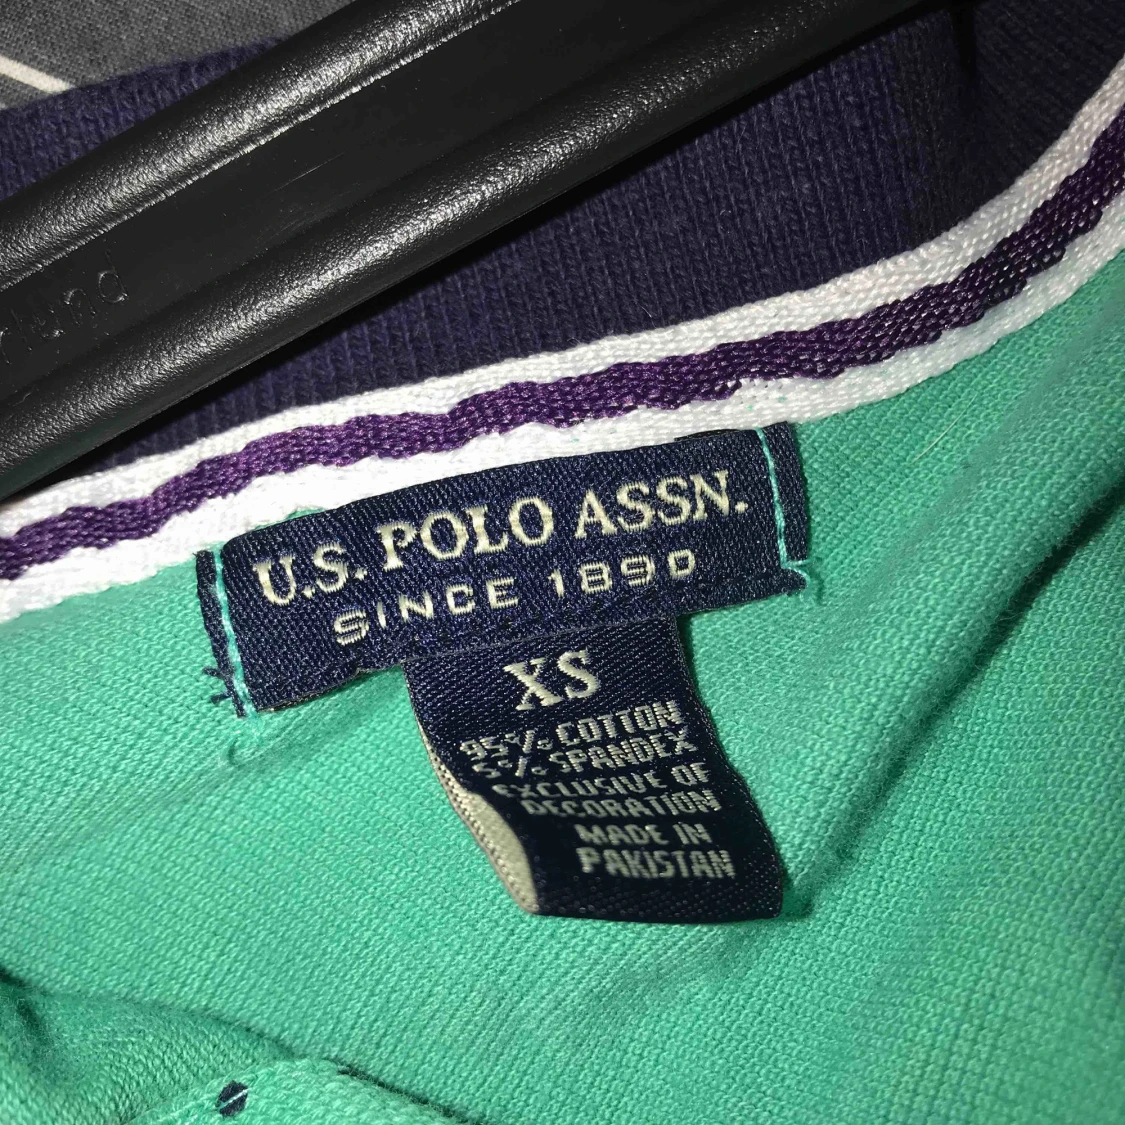 U.S. POLO ASSN.
SINCE 1890
XS
95% COTTON
5% SPANDEX
EXCLUSIVE OF
DECORATION
MADE IN
PAKISTAN